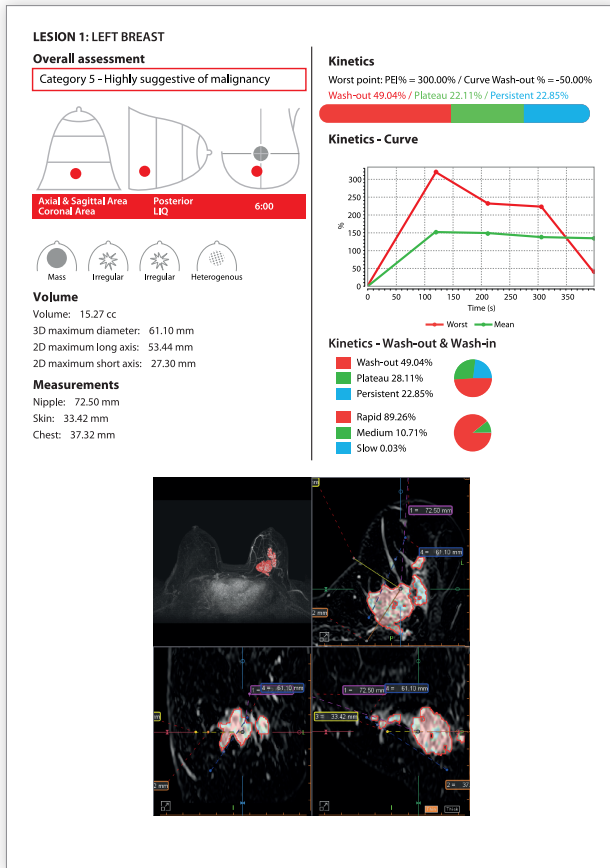 LESION 1: LEFT BREAST
Overall assessment
Category 5 - Highly suggestive of malignancy
Axial & Sagittal Area Posterior
Coronal Area LIQ
6:00
Mass Irregular Irregular Heterogenous
Volume
Volume: 15.27 cc
3D maximum diameter: 61.10 mm
2D maximum long axis: 53.44 mm
2D maximum short axis: 27.30 mm
Measurements
Nipple: 72.50 mm
Skin: 33.42 mm
Chest: 37.32 mm
Kinetics
Worst point: PEI% = 300.00% / Curve Wash-out % = -50.00%
Wash-out 49.04% / Plateau 22.11% / Persistent 22.85%
Kinetics - Curve
300
250
200
150
100
50
0
%
0 50 100 150 200 250 300 350
Time (s)
Worst Mean
Kinetics - Wash-out & Wash-in
Wash-out 49.04%
Plateau 28.11%
Persistent 22.85%
Rapid 89.26%
Medium 10.71%
Slow 0.03%
1 = 72.50 mm
4 = 61.10 mm
2 mm
L
P
4 = 61.10 mm
mm
2 mm
I
1 = 72.50 mm
4 = 61.10 mm
3 = 33.42 mm
I